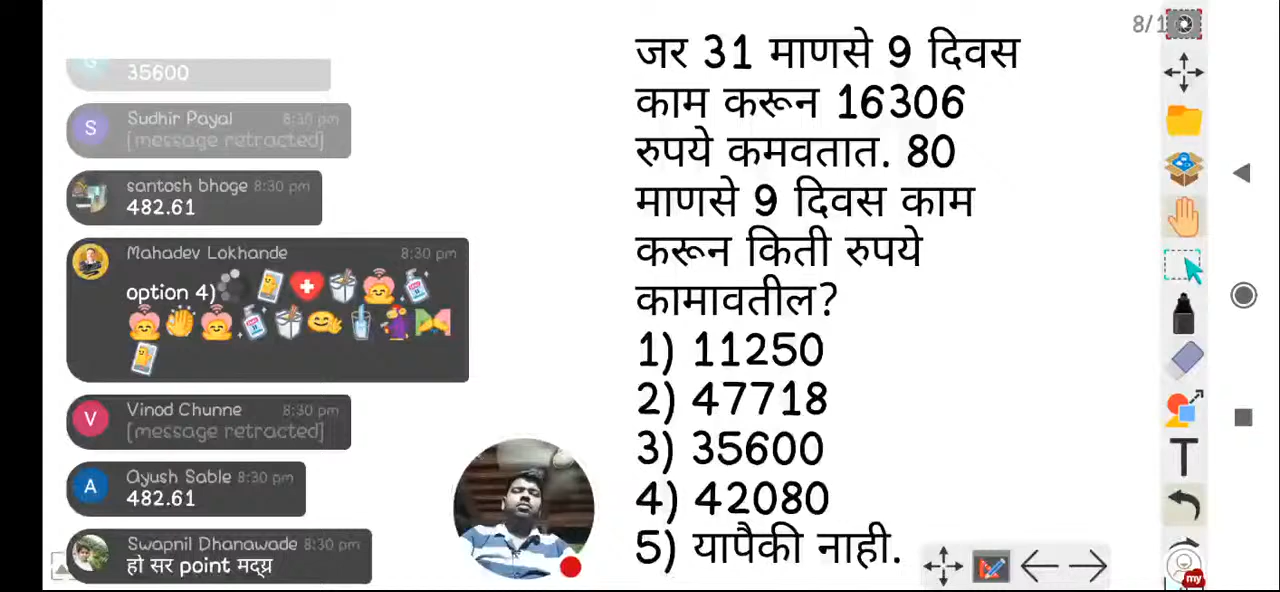 35600
Sudhir Payal 8:30 pm
[message retracted]
santosh bhoge 8:30 pm
482.61
Mahadev Lokhande 8:30 pm
option 4)
Vinod Chunne 8:30 pm
[message retracted]
Ayush Sable 8:30 pm
482.61
Swapnil Dhanawade 8:30 pm
हो सर point मद्य्र
8/1
जर 31 माणसे 9 दिवस
काम करून 16306
रुपये कमवतात. 80
माणसे 9 दिवस काम
करून किती रुपये
कामावतील?
1) 11250
2) 47718
3) 35600
4) 42080
5) यापैकी नाही.
T
my